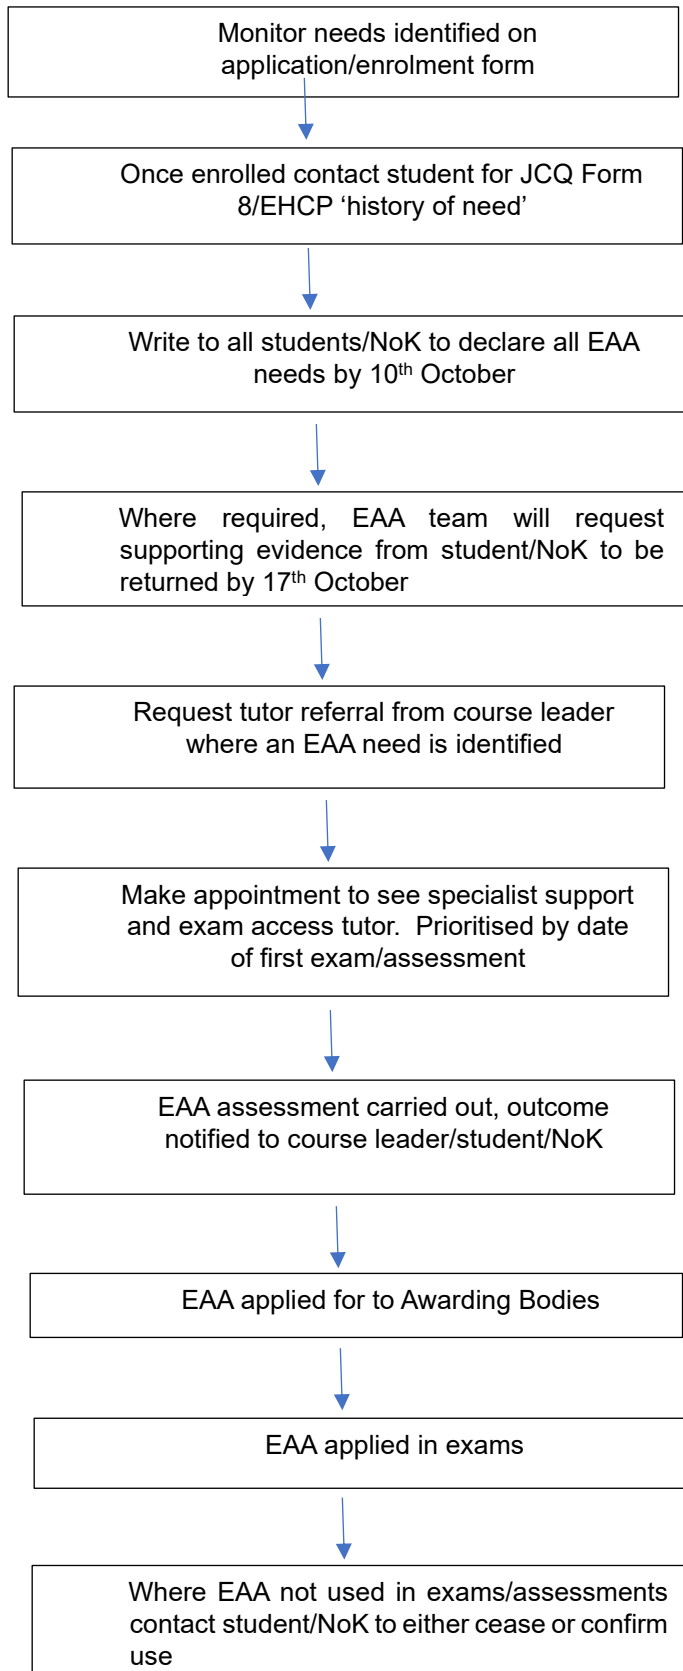 Monitor needs identified on
application/enrolment form
Once enrolled contact student for JCQ Form
8/EHCP ‘history of need’
Write to all students/NoK to declare all EAA
needs by 10th October
Where required, EAA team will request
supporting evidence from student/NoK to be
returned by 17th October
Request tutor referral from course leader
where an EAA need is identified
Make appointment to see specialist support
and exam access tutor.  Prioritised by date
of first exam/assessment
EAA assessment carried out, outcome
notified to course leader/student/NoK
EAA applied for to Awarding Bodies
EAA applied in exams
Where EAA not used in exams/assessments
contact student/NoK to either cease or confirm
use